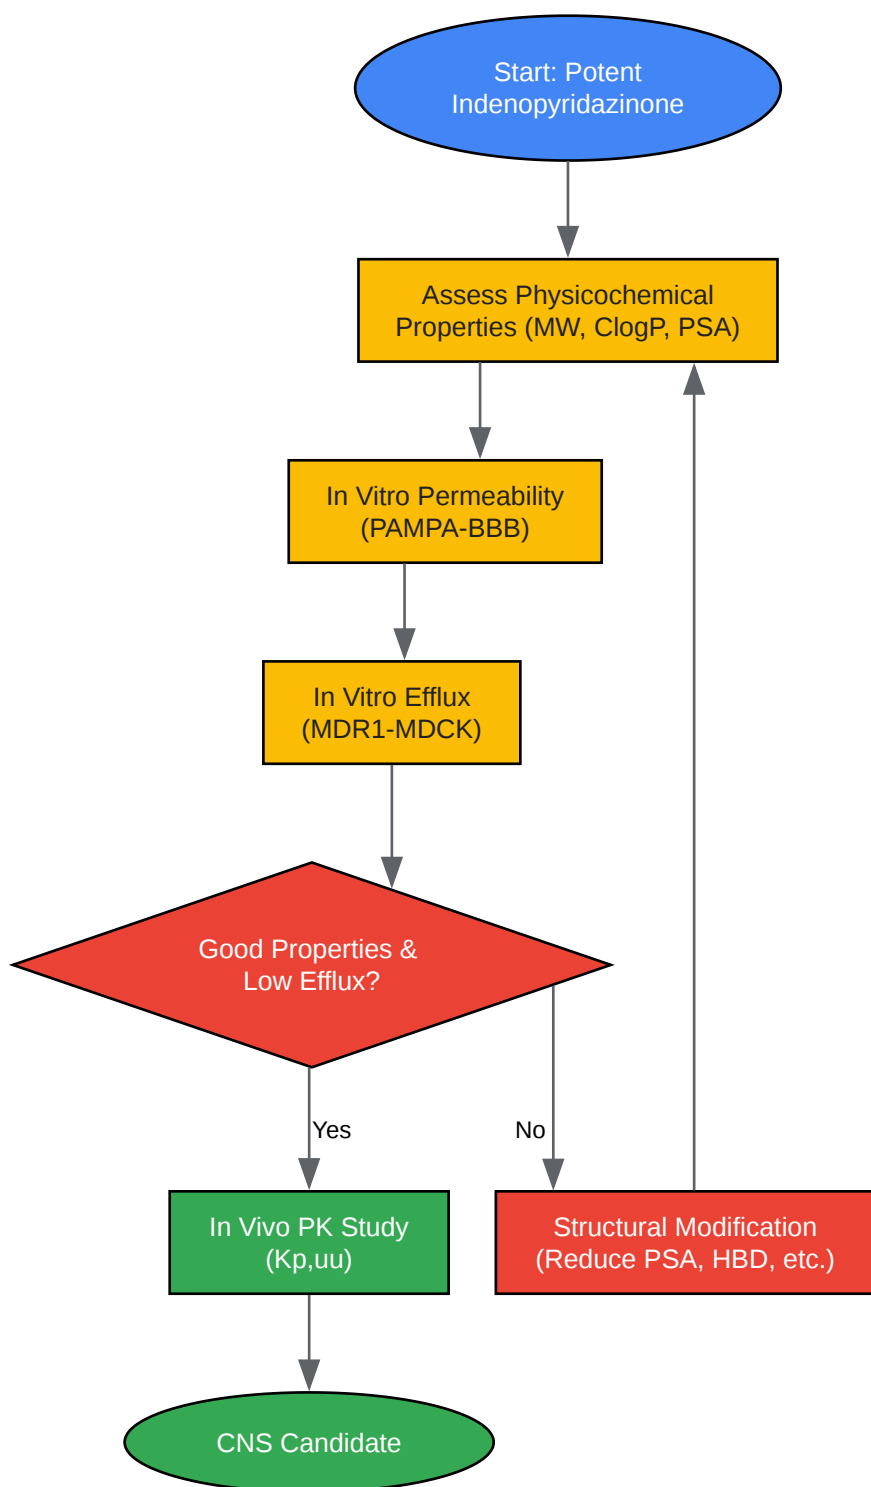 Start: Potent
Indenopyridazinone
Assess Physicochemical
Properties (MW, ClogP, PSA)
In Vitro Permeability
(PAMPA-BBB)
In Vitro Efflux
(MDR1-MDCK)
Good Properties &
Low Efflux?
Yes
No
In Vivo PK Study
(Kp,uu)
Structural Modification
(Reduce PSA, HBD, etc.)
CNS Candidate